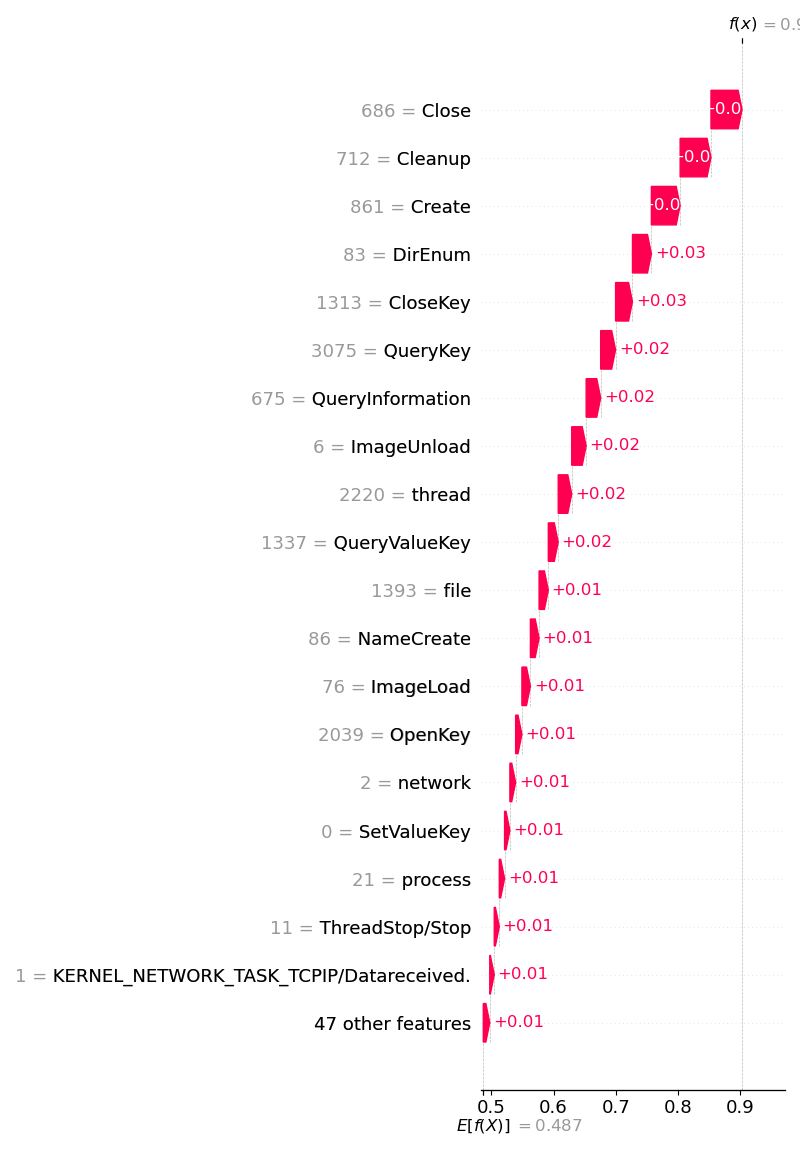 f(x) = 0.9
686 = Close
712 = Cleanup
861 = Create
83 = DirEnum +0.03
1313 = CloseKey +0.03
3075 = QueryKey +0.02
675 = QueryInformation +0.02
6 = ImageUnload +0.02
2220 = thread +0.02
1337 = QueryValueKey +0.02
1393 = file +0.01
86 = NameCreate +0.01
76 = ImageLoad +0.01
2039 = OpenKey +0.01
2 = network +0.01
0 = SetValueKey +0.01
21 = process +0.01
11 = ThreadStop/Stop +0.01
1 = KERNEL_NETWORK_TASK_TCPIP/Datareceived. +0.01
47 other features +0.01
0.5 0.6 0.7 0.8 0.9
E[f(X)] = 0.487